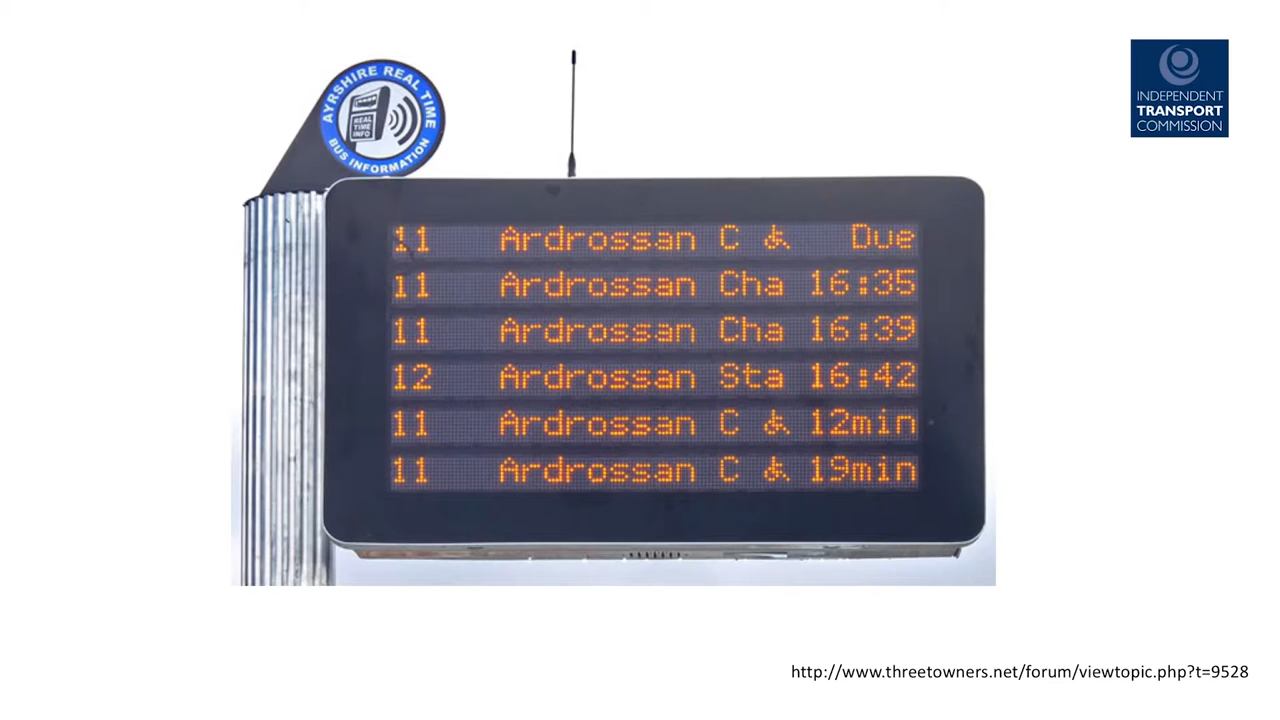 AYRSHIRE REAL TIME
REAL
TIME
INFO
BUS INFORMATION
INDEPENDENT
TRANSPORT
COMMISSION
11 Ardrossan C ♿ Due
11 Ardrossan Cha 16:35
11 Ardrossan Cha 16:39
12 Ardrossan Sta 16:42
11 Ardrossan C ♿ 12min
11 Ardrossan C ♿ 19min
http://www.threetowners.net/forum/viewtopic.php?t=9528